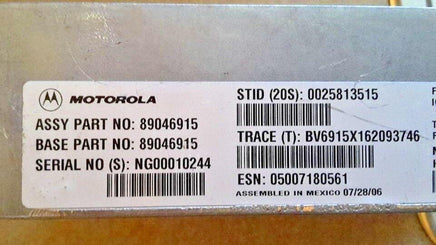 MOTOROLA
ASSY PART NO: 89046915
BASE PART NO: 89046915
SERIAL NO (S): NG00010244
STID (20S): 0025813515
TRACE (T): BV6915X162093746
ESN: 05007180561
ASSEMBLED IN MEXICO 07/28/06